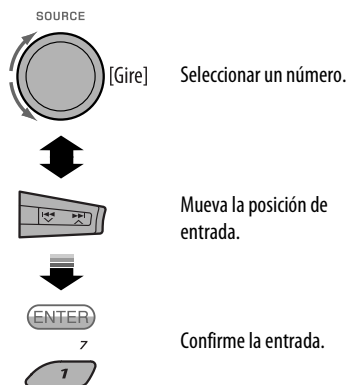 SOURCE
[Gire] Seleccionar un número.
Mueva la posición de
entrada.
ENTER
7
Confirme la entrada.
1